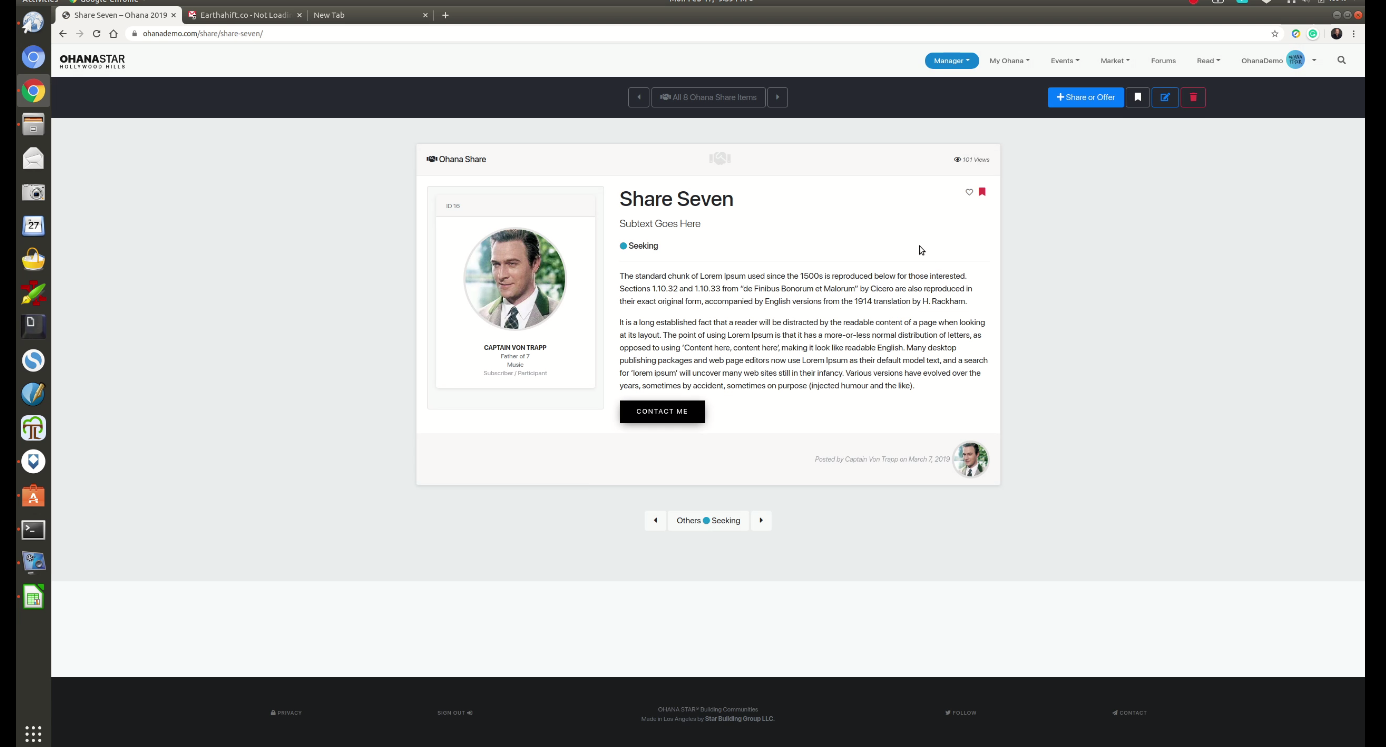 Share Seven – Ohana 2019
Earthahift.co - Not Loadi
New Tab
ohanademo.com/share/share-seven/
OHANASTAR
HOLLYWOOD HILLS
Manager
My Ohana
Events
Market
Forums
Read
OhanaDemo
All 8 Ohana Share Items
Share or Offer
Ohana Share
101 Views
ID 16
CAPTAIN VON TRAPP
Father of 7
Music
Subscriber / Participant
Share Seven
Subtext Goes Here
Seeking
The standard chunk of Lorem Ipsum used since the 1500s is reproduced below for those interested.
Sections 1.10.32 and 1.10.33 from “de Finibus Bonorum et Malorum” by Cicero are also reproduced in
their exact original form, accompanied by English versions from the 1914 translation by H. Rackham.
It is a long established fact that a reader will be distracted by the readable content of a page when looking
at its layout. The point of using Lorem Ipsum is that it has a more-or-less normal distribution of letters, as
opposed to using ‘Content here, content here’, making it look like readable English. Many desktop
publishing packages and web page editors now use Lorem Ipsum as their default model text, and a search
for ‘lorem ipsum’ will uncover many web sites still in their infancy. Various versions have evolved over the
years, sometimes by accident, sometimes on purpose (injected humour and the like).
CONTACT ME
Posted by Captain Von Trapp on March 7, 2019
Others Seeking
PRIVACY
SIGN OUT
OHANA STAR® Building Communities
Made in Los Angeles by Star Building Group LLC.
FOLLOW
CONTACT
27